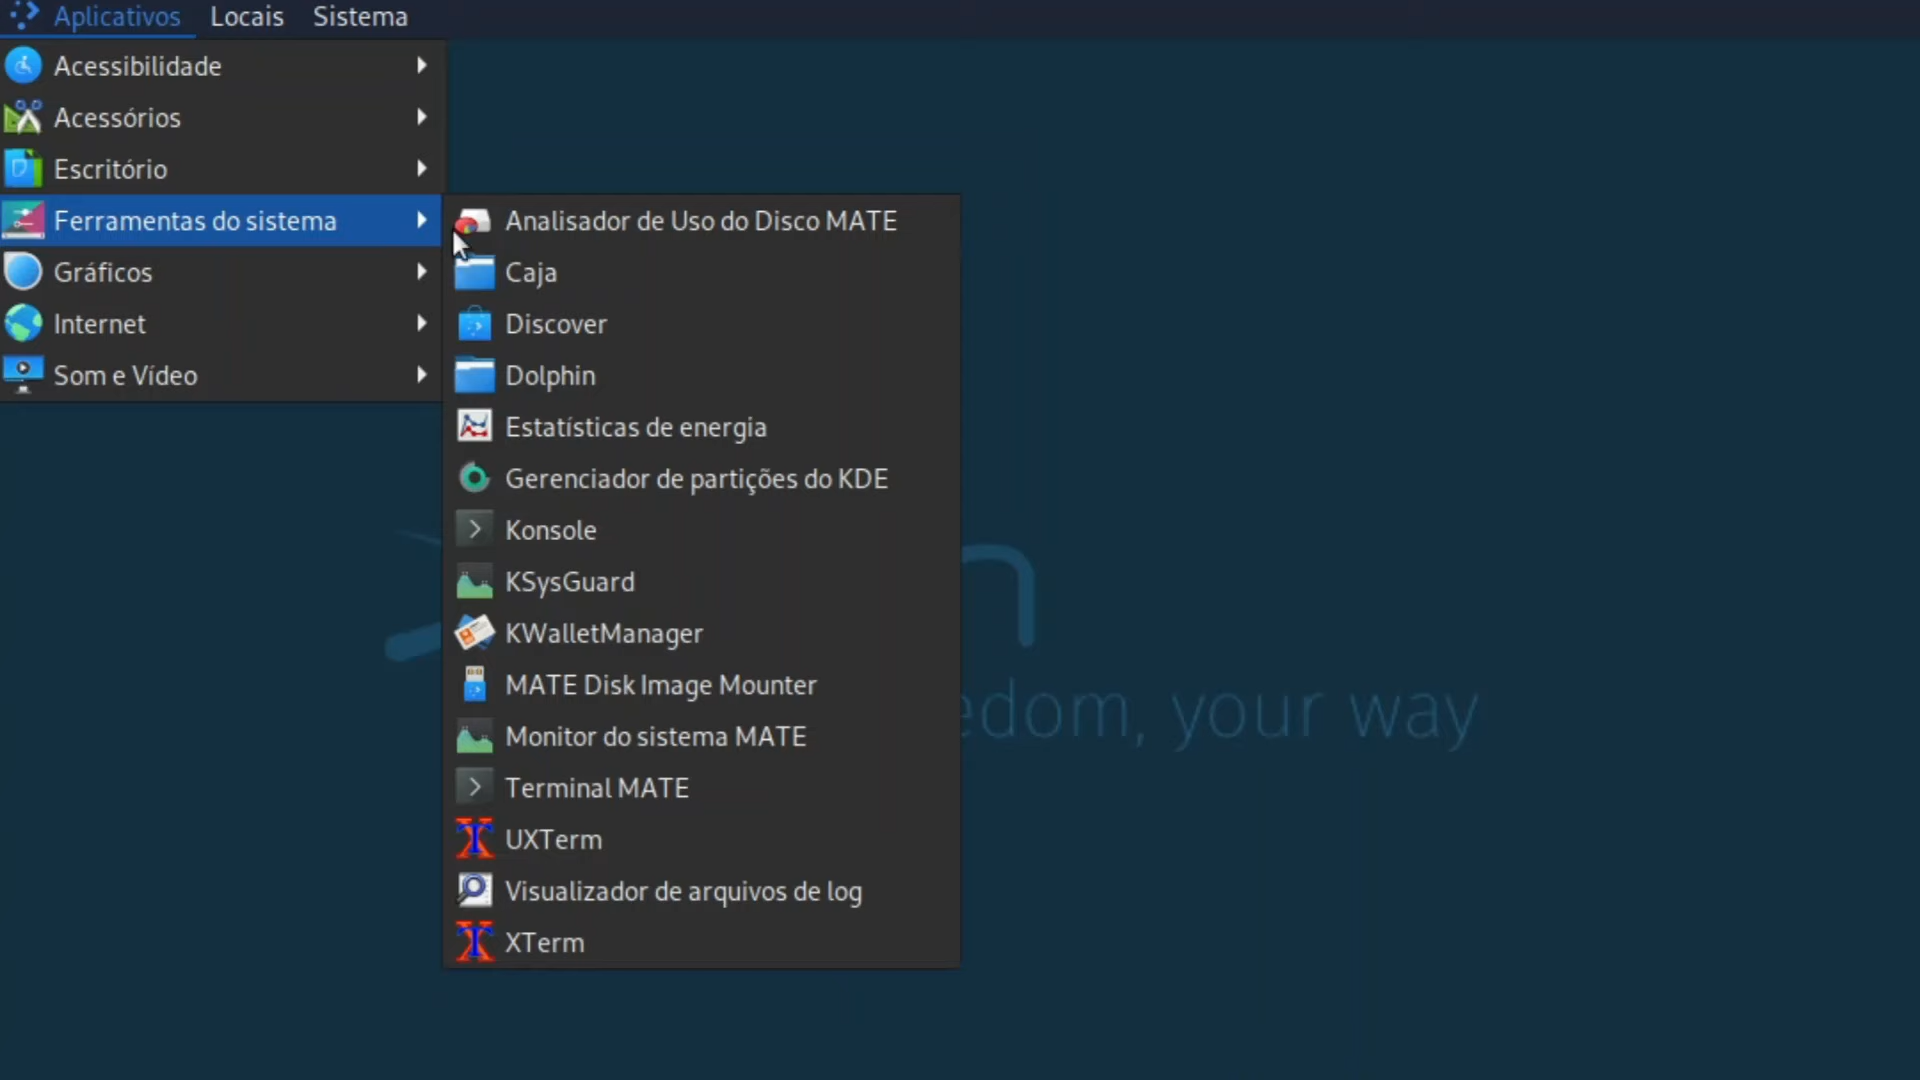 Aplicativos Locais Sistema
Acessibilidade
Acessórios
Escritório
Ferramentas do sistema
Gráficos
Internet
Som e Vídeo
Analisador de Uso do Disco MATE
Caja
Discover
Dolphin
Estatísticas de energia
Gerenciador de partições do KDE
Konsole
KSysGuard
KWalletManager
MATE Disk Image Mounter
Monitor do sistema MATE
Terminal MATE
UXTerm
Visualizador de arquivos de log
XTerm
your way